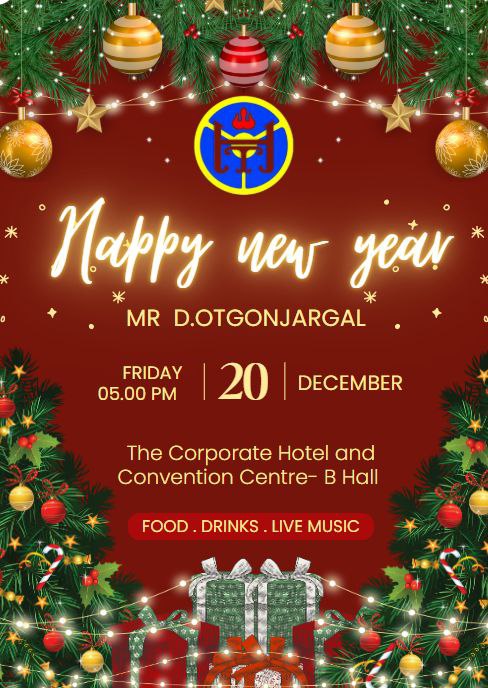 Happy new year
MR D.OTGONJARGAL
FRIDAY
05.00 PM
20
DECEMBER
The Corporate Hotel and
Convention Centre- B Hall
FOOD . DRINKS . LIVE MUSIC